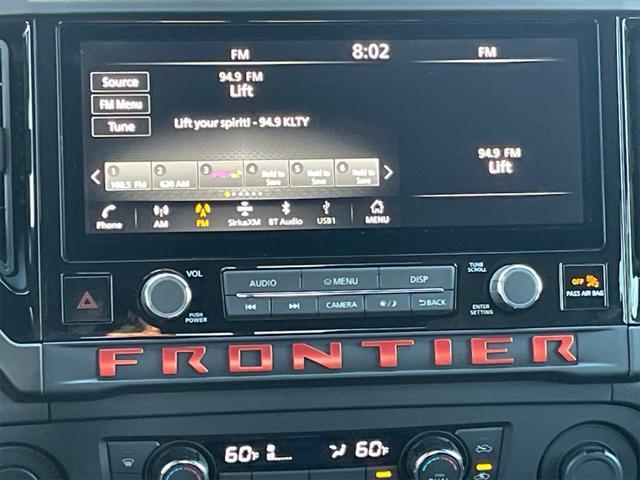 FM 8:02 FM
Source 94.9 FM
Lift
FM Menu
Tune Lift your spirit! - 94.9 KLTY
94.9 FM
Lift
1 2 3 4 Hold to Save 5 Hold to Save 6 Hold to Save
620 AM
Phone AM FM SiriusXM BT Audio USB1 MENU
VOL AUDIO MENU DISP TUNE SCROLL
PUSH POWER CAMERA BACK ENTER SETTING
OFF
PASS AIR BAG
FRONTIER
60°F 60°F
DUAL